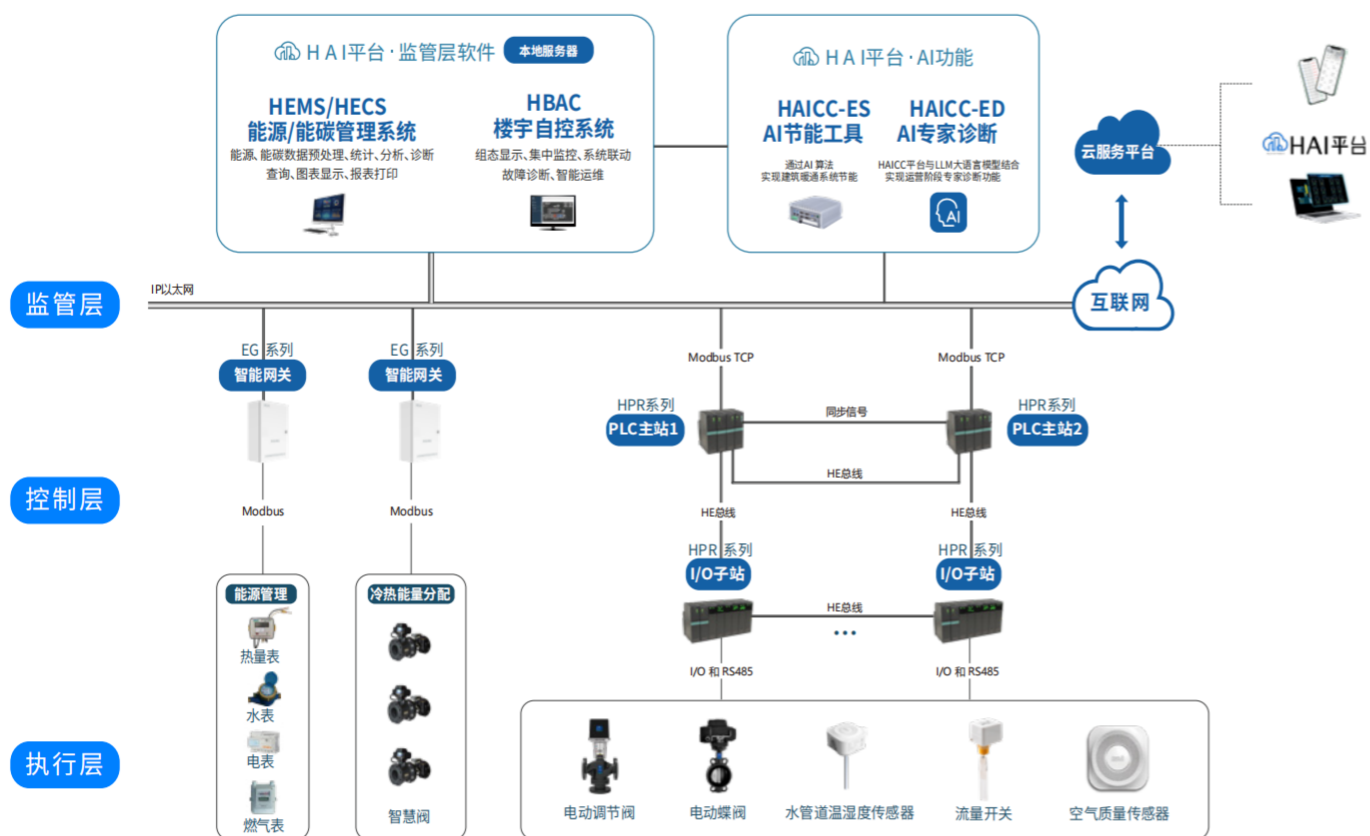 HAI平台·监管层软件 本地服务器
HEMS/HECS
能源/能碳管理系统
能源、能碳数据预处理、统计、分析、诊断
查询、图表显示、报表打印
HBAC
楼宇自控系统
组态显示、集中监控、系统联动
故障诊断、智能运维
HAI平台·AI功能
HAICC-ES
AI节能工具
通过AI 算法
实现建筑暖通系统节能
HAICC-ED
AI专家诊断
HAICC平台与LLM大语言模型结合
实现运营阶段专家诊断功能
AI
云服务平台
HAI平台
互联网
监管层
IP以太网
EG 系列
智能网关
EG 系列
智能网关
Modbus TCP
Modbus TCP
HPR系列
PLC主站1
同步信号
HPR系列
PLC主站2
HE总线
控制层
Modbus
Modbus
HE总线
HE总线
HPR 系列
I/O子站
HPR 系列
I/O子站
HE总线
...
I/O 和 RS485
I/O 和 RS485
执行层
能源管理
热量表
水表
电表
燃气表
冷热能量分配
智慧阀
电动调节阀
电动蝶阀
水管道温湿度传感器
流量开关
空气质量传感器